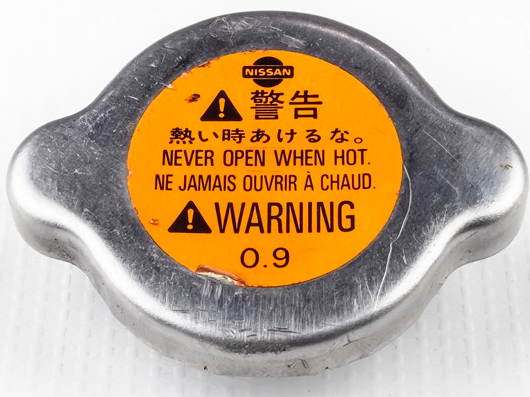 NISSAN
警告
熱い時あけるな。
NEVER OPEN WHEN HOT.
NE JAMAIS OUVRIR À CHAUD.
WARNING
0.9